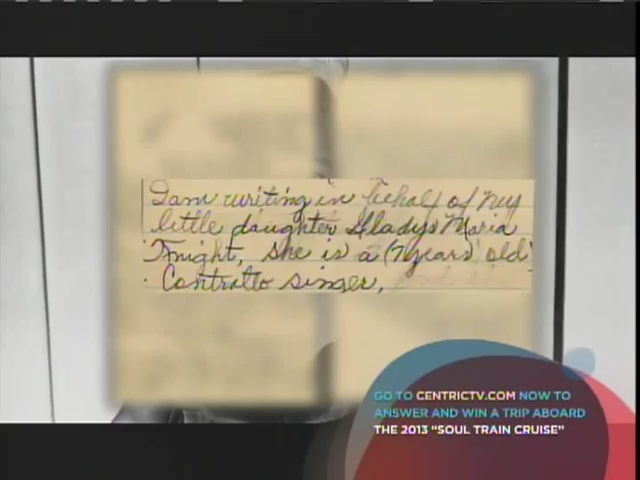 I am writing in behalf of my
little daughter Gladys Maria
Knight, she is a (7 years old)
Contralto singer,
GO TO CENTRICTV.COM NOW TO
ANSWER AND WIN A TRIP ABOARD
THE 2013 "SOUL TRAIN CRUISE"